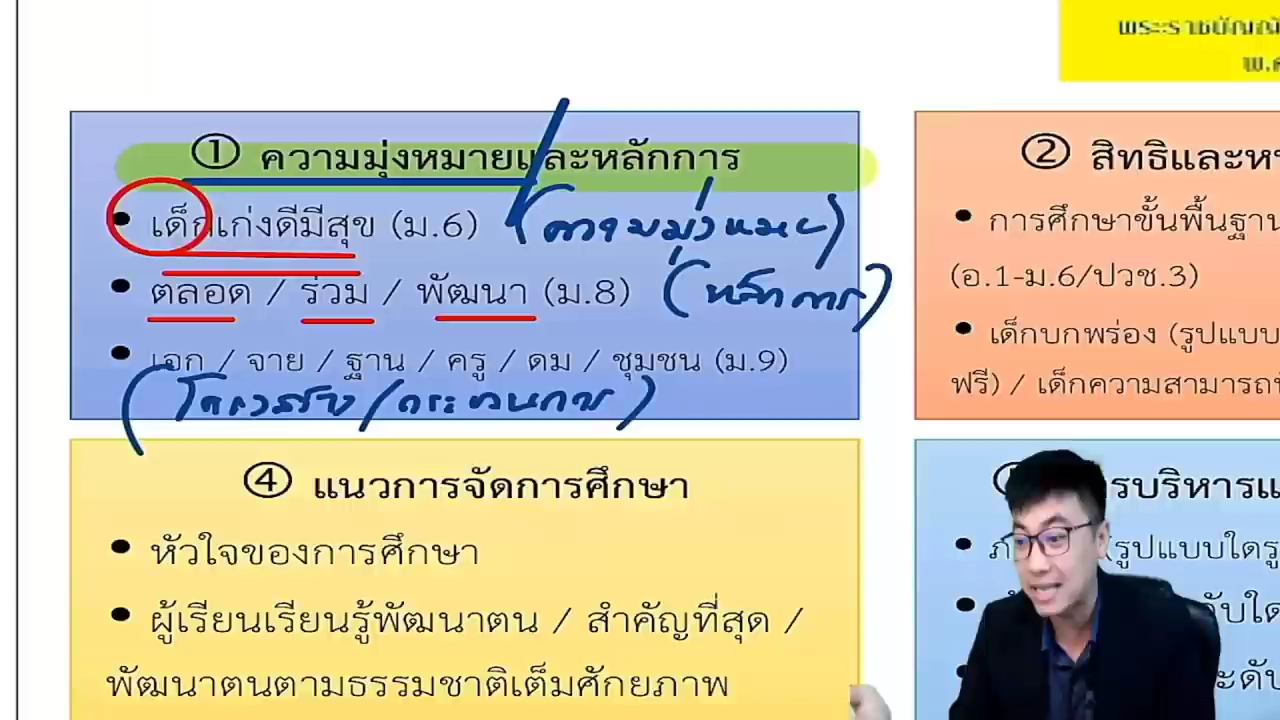 พระราชบัญญัติ
พ.ศ
① ความมุ่งหมายและหลักการ
• เด็กเก่งดีมีสุข (ม.6) (ความมุ่งหมาย)
• ตลอด / ร่วม / พัฒนา (ม.8) (หลักการ)
• เอก / จาย / ฐาน / ครู / ดม / ชุมชน (ม.9)
(โครงสร้าง/กระบวนการ)
② สิทธิและห
• การศึกษาขั้นพื้นฐาน
(อ.1-ม.6/ปวช.3)
• เด็กบกพร่อง (รูปแบบ
ฟรี) / เด็กความสามารถ
④ แนวการจัดการศึกษา
• หัวใจของการศึกษา
• ผู้เรียนเรียนรู้พัฒนาตน / สำคัญที่สุด /
พัฒนาตนตามธรรมชาติเต็มศักยภาพ
รบริหารแ
(รูปแบบใดรู